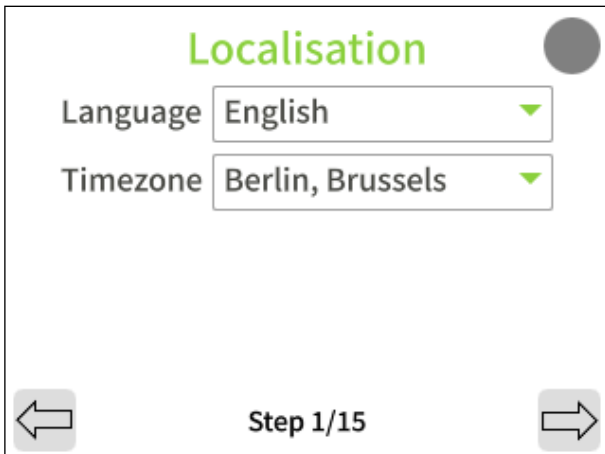 Localisation
Language English
Timezone Berlin, Brussels
Step 1/15